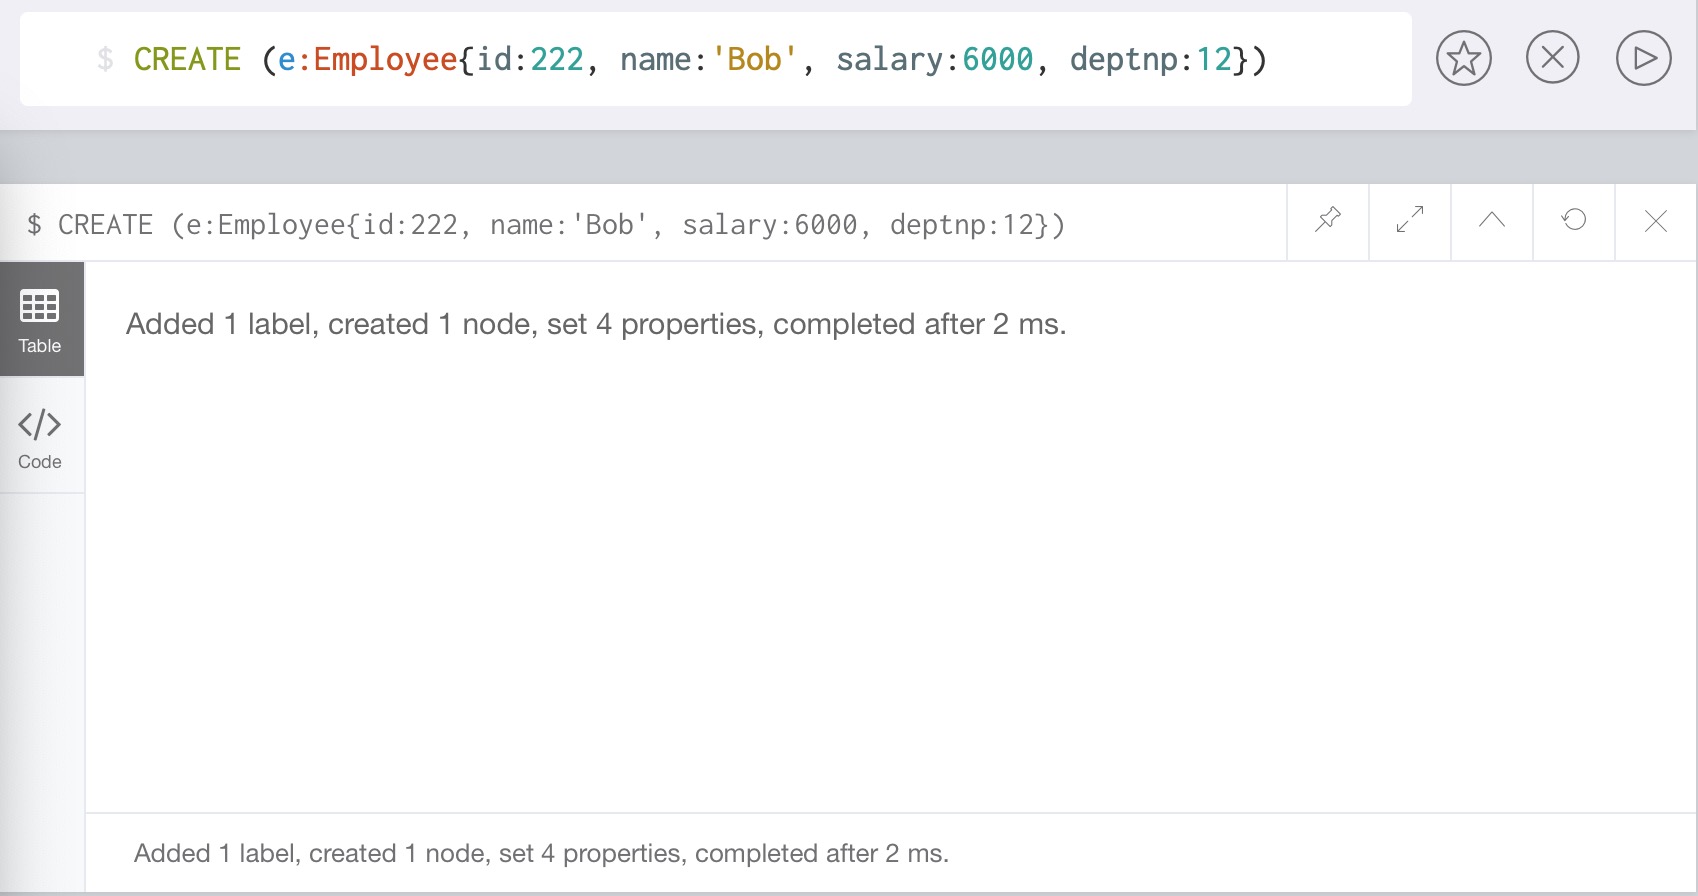 $ CREATE (e:Employee{id:222, name:'Bob', salary:6000, deptnp:12})
$ CREATE (e:Employee{id:222, name:'Bob', salary:6000, deptnp:12})
Table
Added 1 label, created 1 node, set 4 properties, completed after 2 ms.
Code
Added 1 label, created 1 node, set 4 properties, completed after 2 ms.